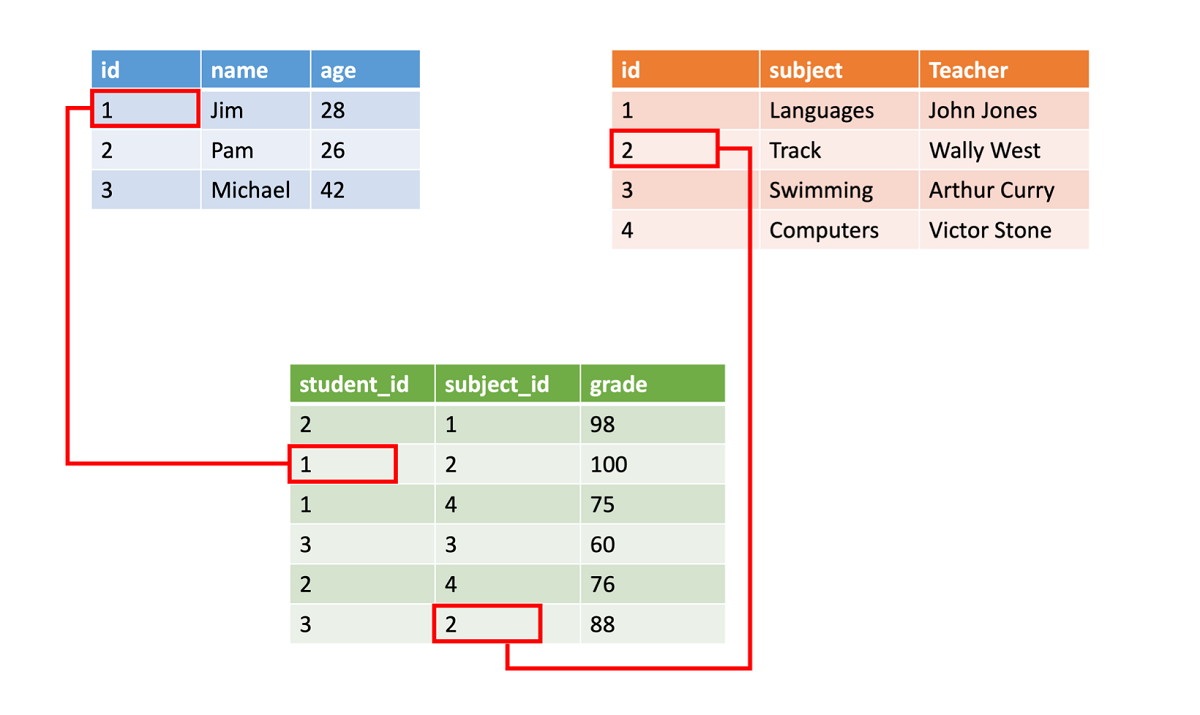 id name age
1 Jim 28
2 Pam 26
3 Michael 42
id subject Teacher
1 Languages John Jones
2 Track Wally West
3 Swimming Arthur Curry
4 Computers Victor Stone
student_id subject_id grade
2 1 98
1 2 100
1 4 75
3 3 60
2 4 76
3 2 88